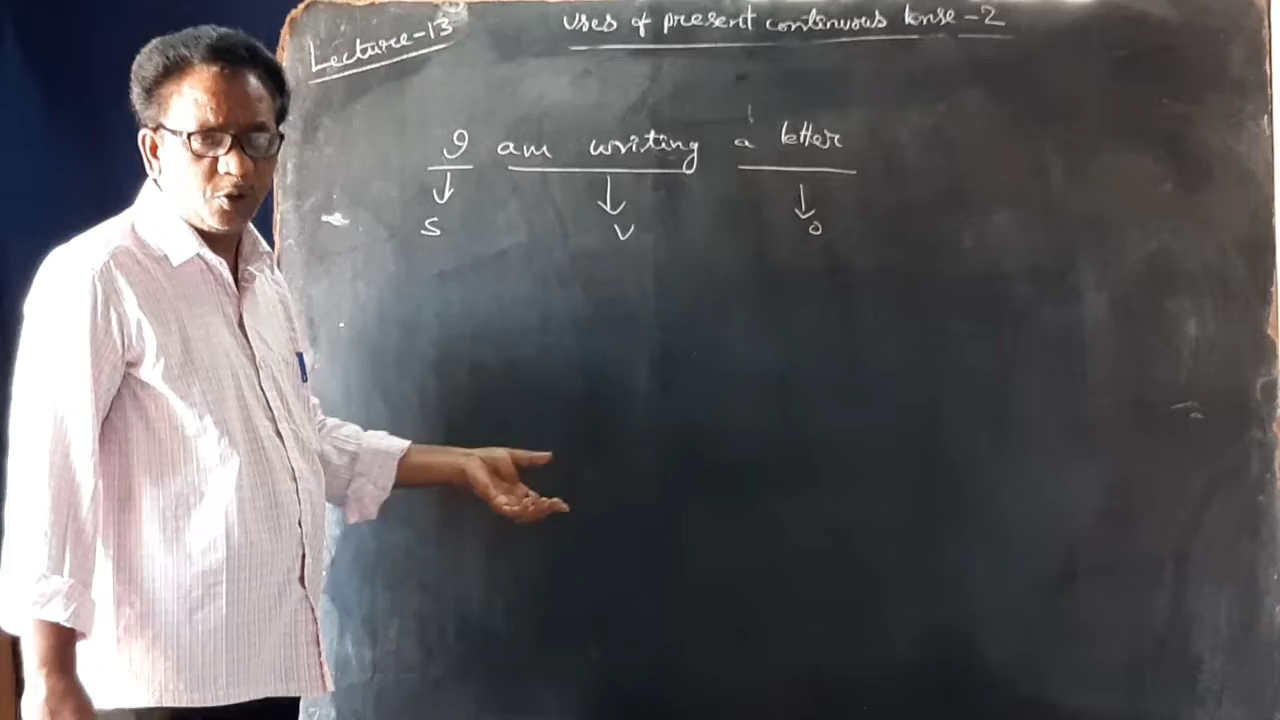 Lecture-13
uses of present continuous tense-2
I am writing a letter
S V O